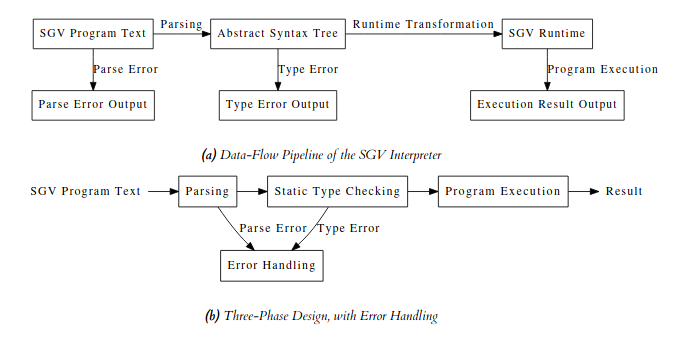 Parsing
Runtime Transformation
SGV Program Text
Abstract Syntax Tree
SGV Runtime
Parse Error
Type Error
Program Execution
Parse Error Output
Type Error Output
Execution Result Output
(a) Data-Flow Pipeline of the SGV Interpreter
SGV Program Text
Parsing
Static Type Checking
Program Execution
Result
Parse Error
Type Error
Error Handling
(b) Three-Phase Design, with Error Handling